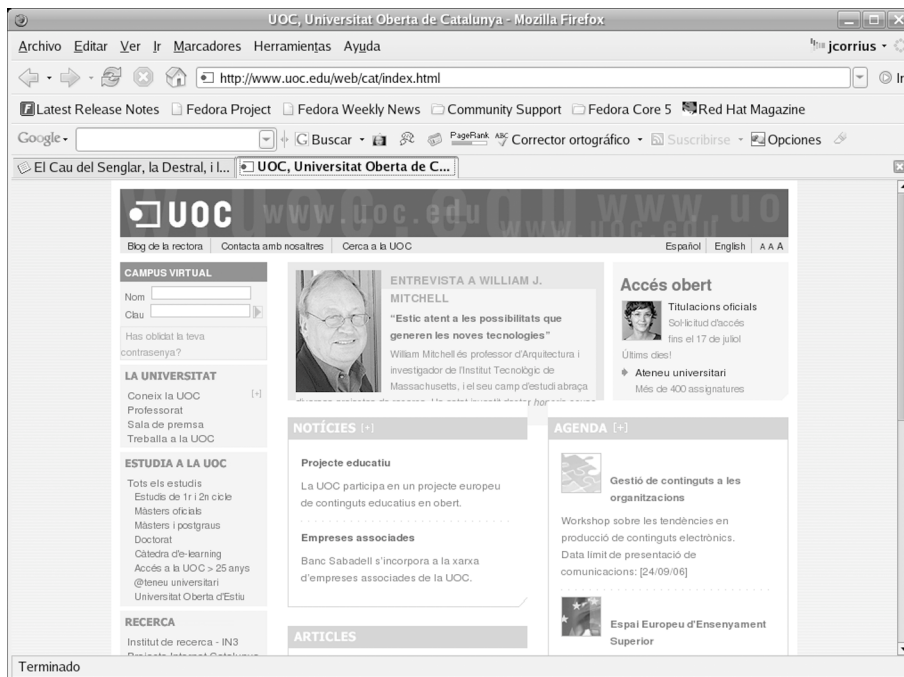 UOC, Universitat Oberta de Catalunya - Mozilla Firefox
Archivo Editar Ver Ir Marcadores Herramientas Ayuda
jcorrius
http://www.uoc.edu/web/cat/index.html
Ir
Latest Release Notes Fedora Project Fedora Weekly News Community Support Fedora Core 5 Red Hat Magazine
Google Buscar PageRank ABC Corrector ortográfico Suscribirse Opciones
El Cau del Senglar, la Destral, i l... UOC, Universitat Oberta de C...
UOC www.uoc.edu
Blog de la rectora Contacta amb nosaltres Cerca a la UOC Español English A A A
CAMPUS VIRTUAL
Nom
Clau
Has oblidat la teva
contrasenya?
LA UNIVERSITAT
Coneix la UOC [+]
Professorat
Sala de premsa
Treballa a la UOC
ESTUDIA A LA UOC
Tots els estudis
Estudis de 1r i 2n cicle
Màsters oficials
Màsters i postgraus
Doctorat
Càtedra d'e-learning
Accés a la UOC > 25 anys
@teneu universitari
Universitat Oberta d'Estiu
RECERCA
Institut de recerca - IN3
ENTREVISTA A WILLIAM J.
MITCHELL
“Estic atent a les possibilitats que
generen les noves tecnologies”
William Mitchell és professor d'Arquitectura i
investigador de l'Institut Tecnològic de
Massachusetts, i el seu camp d'estudi abraça
Accés obert
Titulacions oficials
Sol·licitud d'accés
fins el 17 de juliol
Últims dies!
Ateneu universitari
Més de 400 assignatures
NOTÍCIES [+]
Projecte educatiu
La UOC participa en un projecte europeu
de continguts educatius en obert.
Empreses associades
Banc Sabadell s'incorpora a la xarxa
d'empreses associades de la UOC.
ARTICLES
AGENDA [+]
Gestió de continguts a les
organitzacions
Workshop sobre les tendències en
producció de continguts electrònics.
Data límit de presentació de
comunicacions: [24/09/06]
Espai Europeu d'Ensenyament
Superior
Terminado